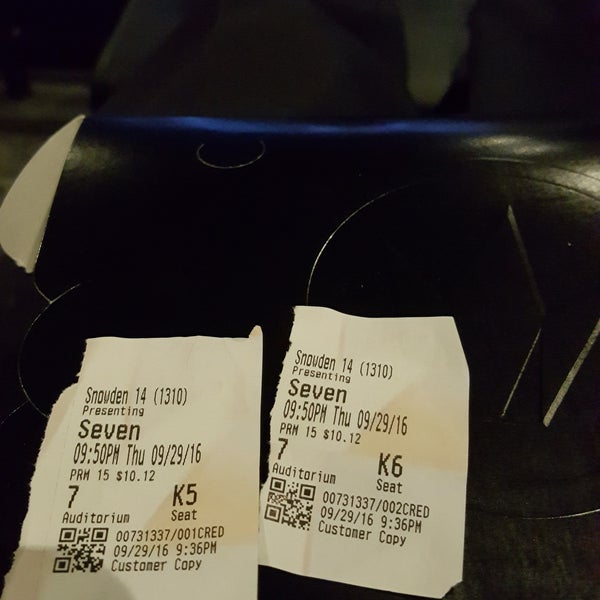 Snowden 14 (1310)
Presenting
Seven
09:50PM Thu 09/29/16
PRM 15 $10.12
7 K5
Auditorium Seat
00731337/001CRED
09/29/16 9:36PM
Customer Copy
Snowden 14 (1310)
Presenting
Seven
09:50PM Thu 09/29/16
PRM 15 $10.12
7 K6
Auditorium Seat
00731337/002CRED
09/29/16 9:36PM
Customer Copy